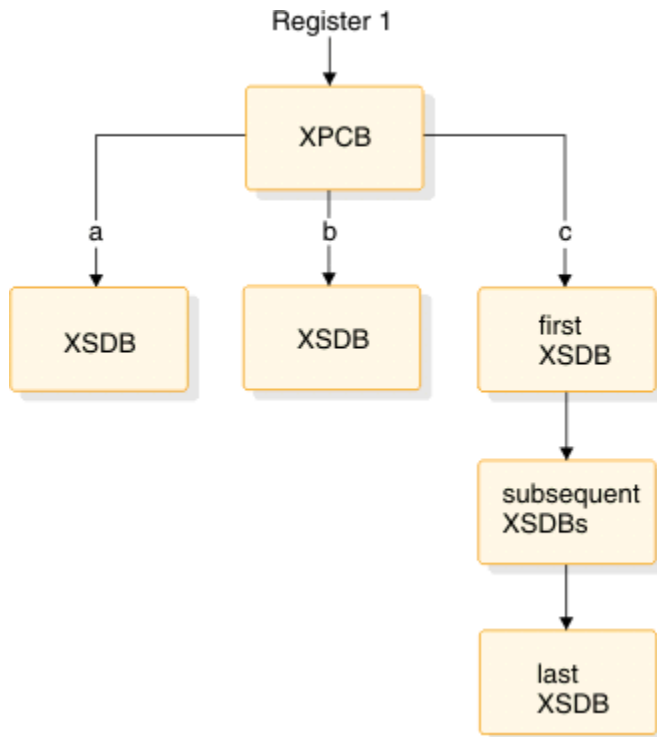 Register 1
XPCB
a
b
c
XSDB
XSDB
first
XSDB
subsequent
XSDBs
last
XSDB